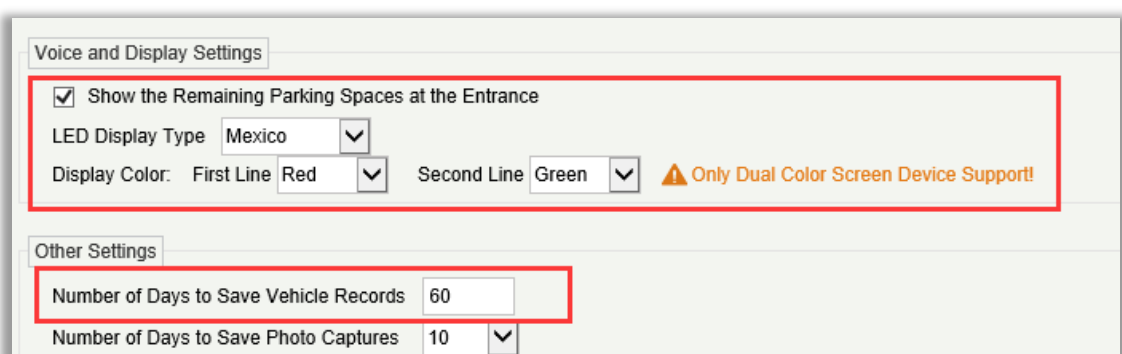 Voice and Display Settings
Show the Remaining Parking Spaces at the Entrance
LED Display Type Mexico
Display Color: First Line Red Second Line Green Only Dual Color Screen Device Support!
Other Settings
Number of Days to Save Vehicle Records 60
Number of Days to Save Photo Captures 10